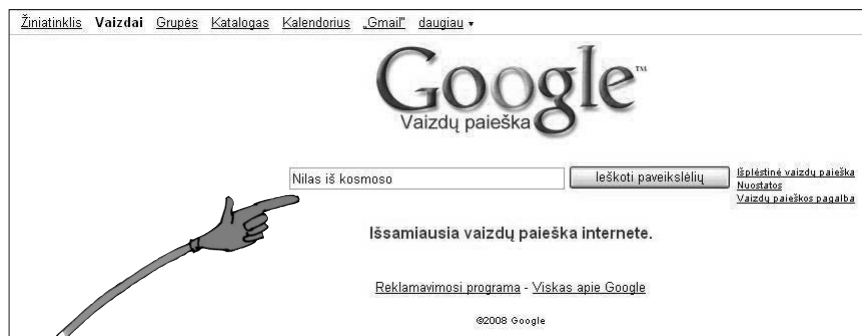 Žiniatinklis Vaizdai Grupės Katalogas Kalendorius „Gmail" daugiau ▾
Google™
Vaizdų paieška
Nilas iš kosmoso Ieškoti paveikslėlių
Išplėstinė vaizdų paieška
Nuostatos
Vaizdų paieškos pagalba
Išsamiausia vaizdų paieška internete.
Reklamavimosi programa - Viskas apie Google
©2008 Google